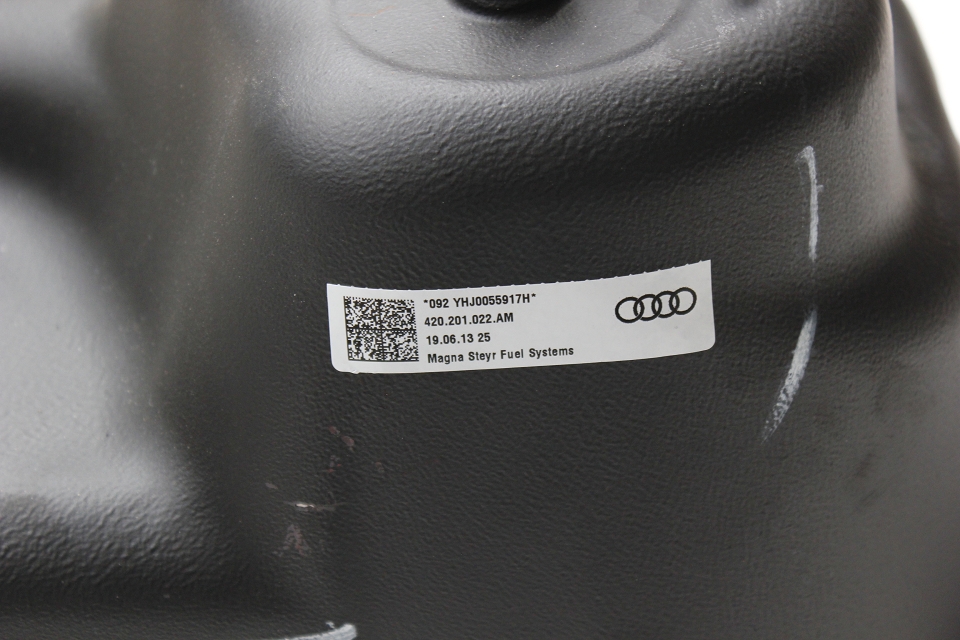 *092 YHJ0055917H*
420.201.022.AM
19.06.13 25
Magna Steyr Fuel Systems